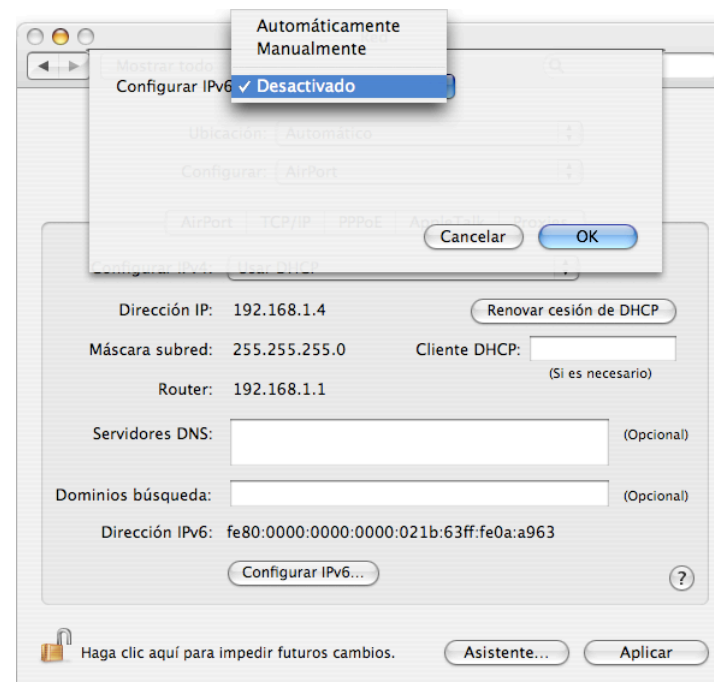 Automáticamente
Manualmente
Mostrar todo
Configurar IPv6
✓ Desactivado
Ubicación: Automático
Configurar: AirPort
AirPort TCP/IP PPPoE AppleTalk Proxies
Cancelar OK
Configurar IPv4: Usar DHCP
Dirección IP: 192.168.1.4 Renovar cesión de DHCP
Máscara subred: 255.255.255.0 Cliente DHCP:
(Si es necesario)
Router: 192.168.1.1
Servidores DNS: (Opcional)
Dominios búsqueda: (Opcional)
Dirección IPv6: fe80:0000:0000:0000:021b:63ff:fe0a:a963
Configurar IPv6... ?
Haga clic aquí para impedir futuros cambios. Asistente... Aplicar